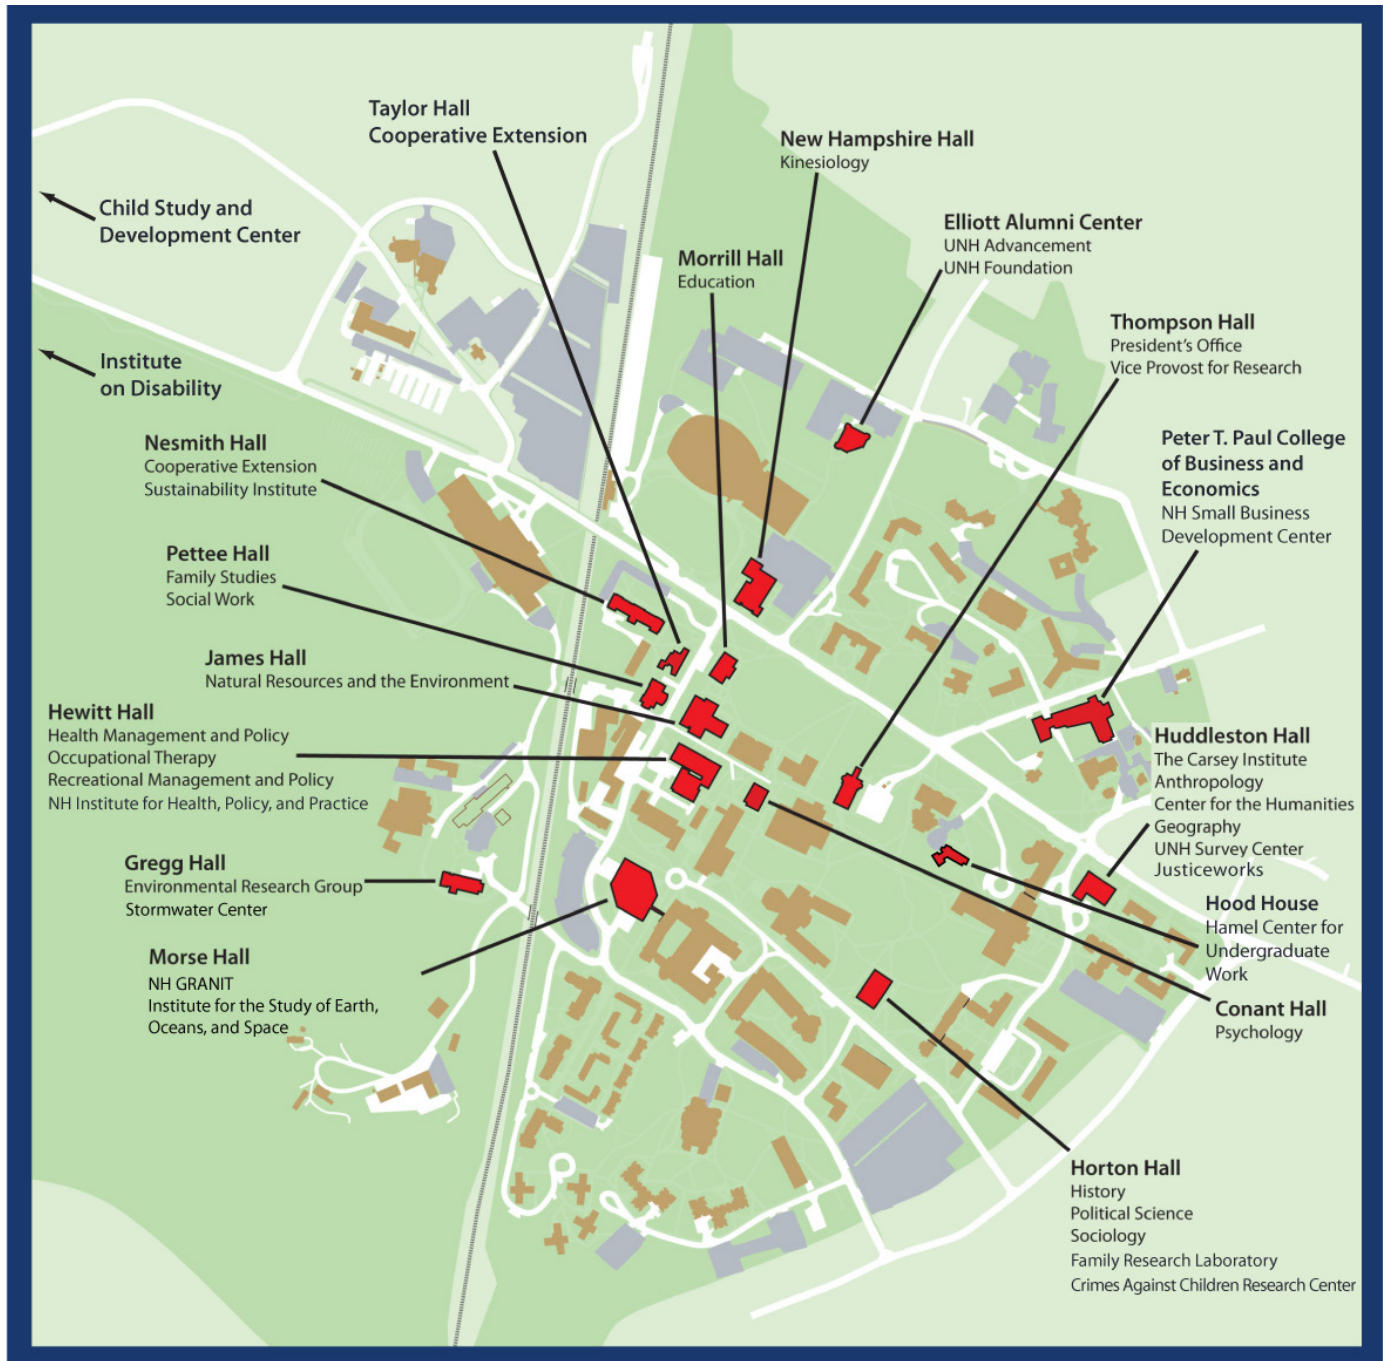 Taylor Hall
Cooperative Extension
New Hampshire Hall
Kinesiology
Child Study and
Development Center
Elliott Alumni Center
UNH Advancement
UNH Foundation
Morrill Hall
Education
Thompson Hall
President's Office
Vice Provost for Research
Institute
on Disability
Nesmith Hall
Cooperative Extension
Sustainability Institute
Peter T. Paul College
of Business and
Economics
NH Small Business
Development Center
Pettee Hall
Family Studies
Social Work
James Hall
Natural Resources and the Environment
Hewitt Hall
Health Management and Policy
Occupational Therapy
Recreational Management and Policy
NH Institute for Health, Policy, and Practice
Huddleston Hall
The Carsey Institute
Anthropology
Center for the Humanities
Geography
UNH Survey Center
Justiceworks
Gregg Hall
Environmental Research Group
Stormwater Center
Hood House
Hamel Center for
Undergraduate
Work
Morse Hall
NH GRANIT
Institute for the Study of Earth,
Oceans, and Space
Conant Hall
Psychology
Horton Hall
History
Political Science
Sociology
Family Research Laboratory
Crimes Against Children Research Center